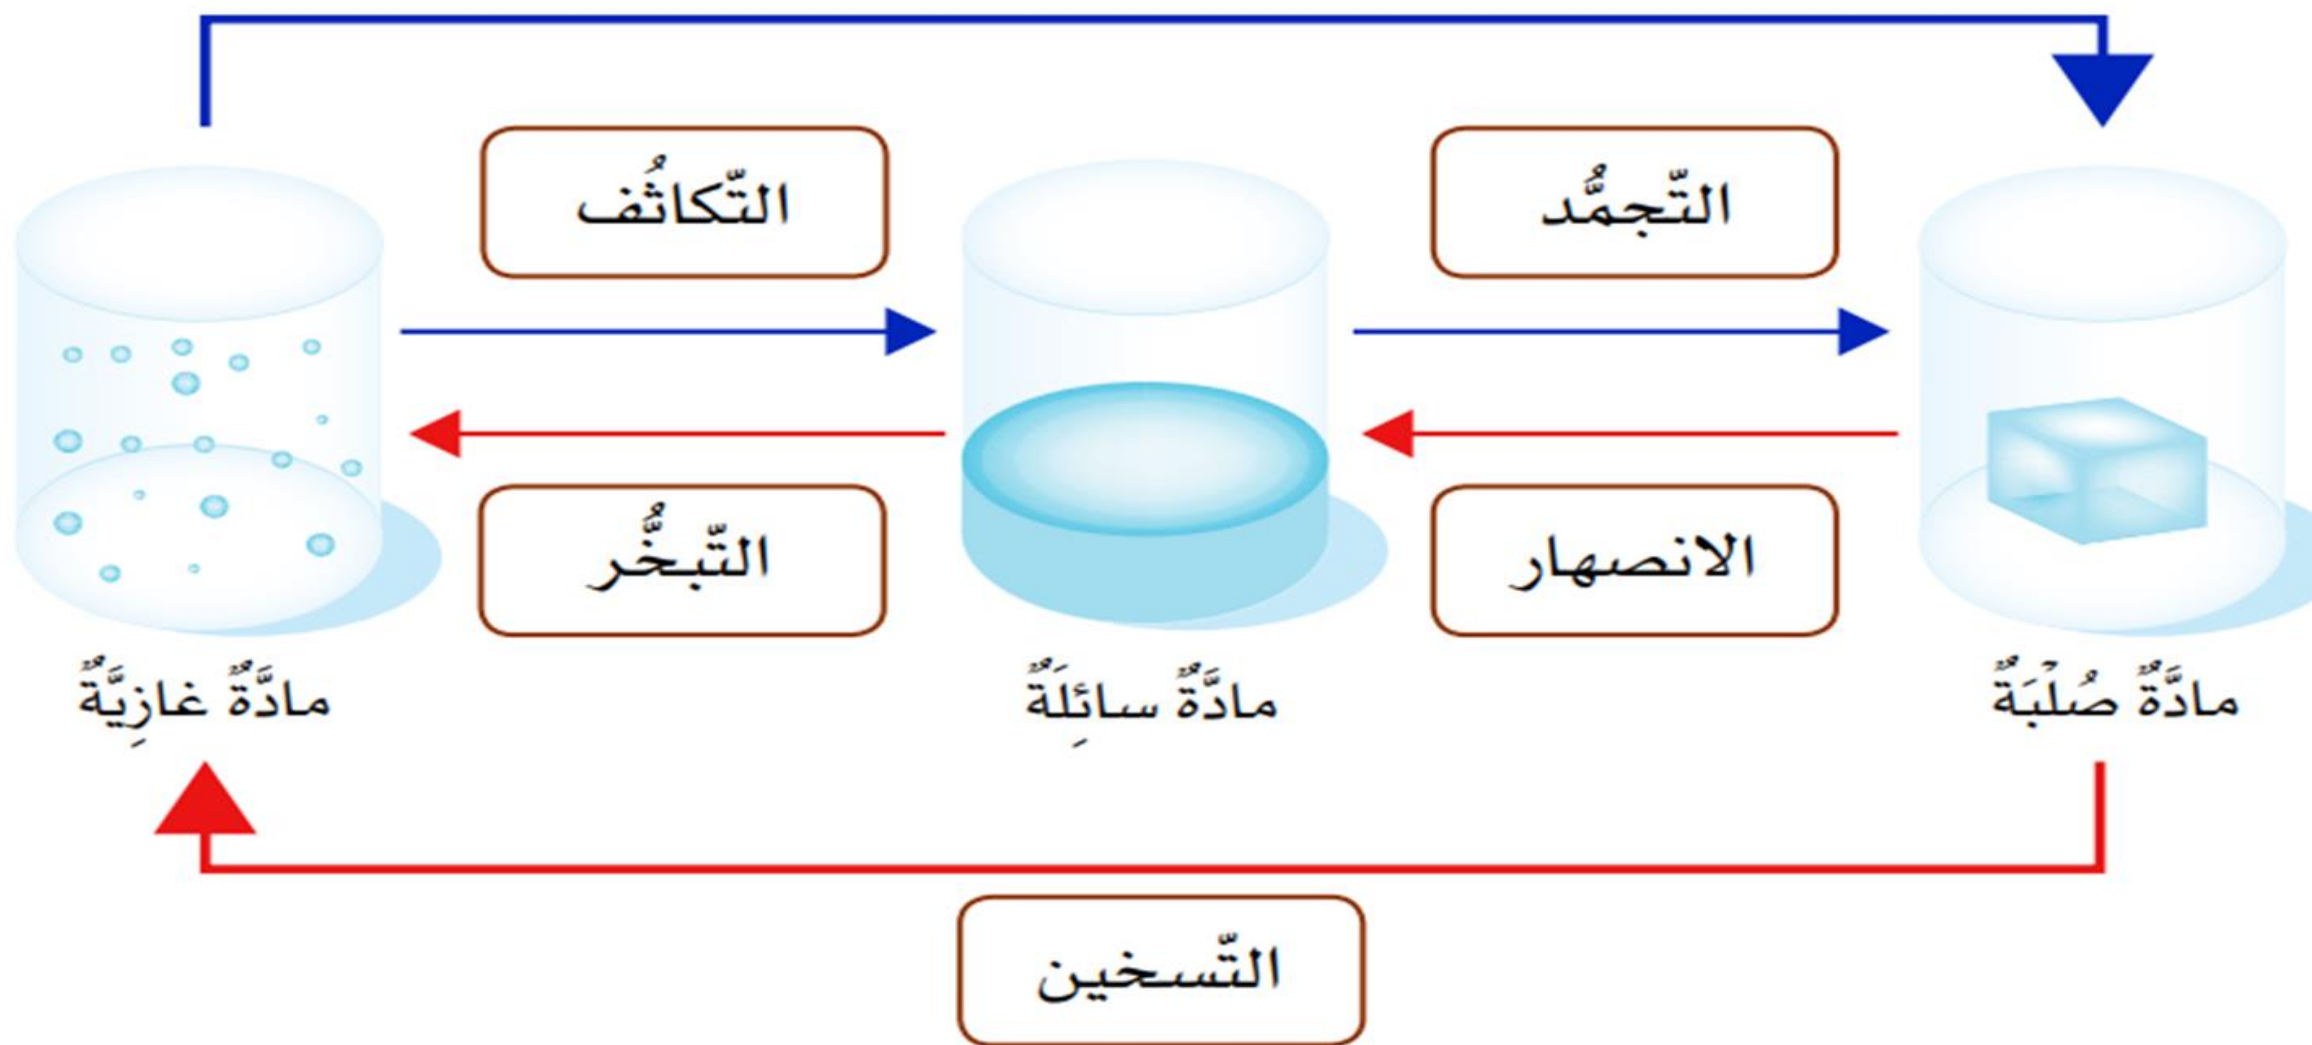 التّجمُّد
التّكاثُف
الانصهار
التّبخُّر
مادَّةٌ صُلْبَةٌ
مادَّةٌ سائِلَةٌ
مادَّةٌ غازِيَّةٌ
التّسخين